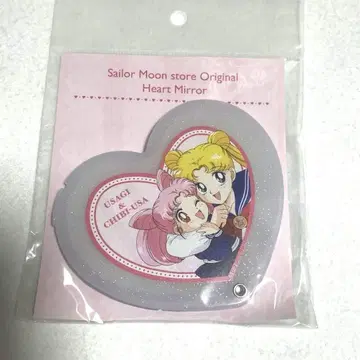 Sailor Moon store Original
Heart Mirror
USAGI
&
CHIBI-USA